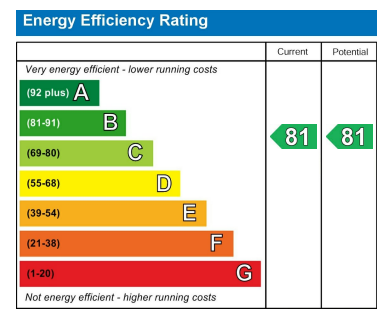 Energy Efficiency Rating
Current Potential
Very energy efficient - lower running costs
(92 plus) A
(81-91) B
81 81
(69-80) C
(55-68) D
(39-54) E
(21-38) F
(1-20) G
Not energy efficient - higher running costs